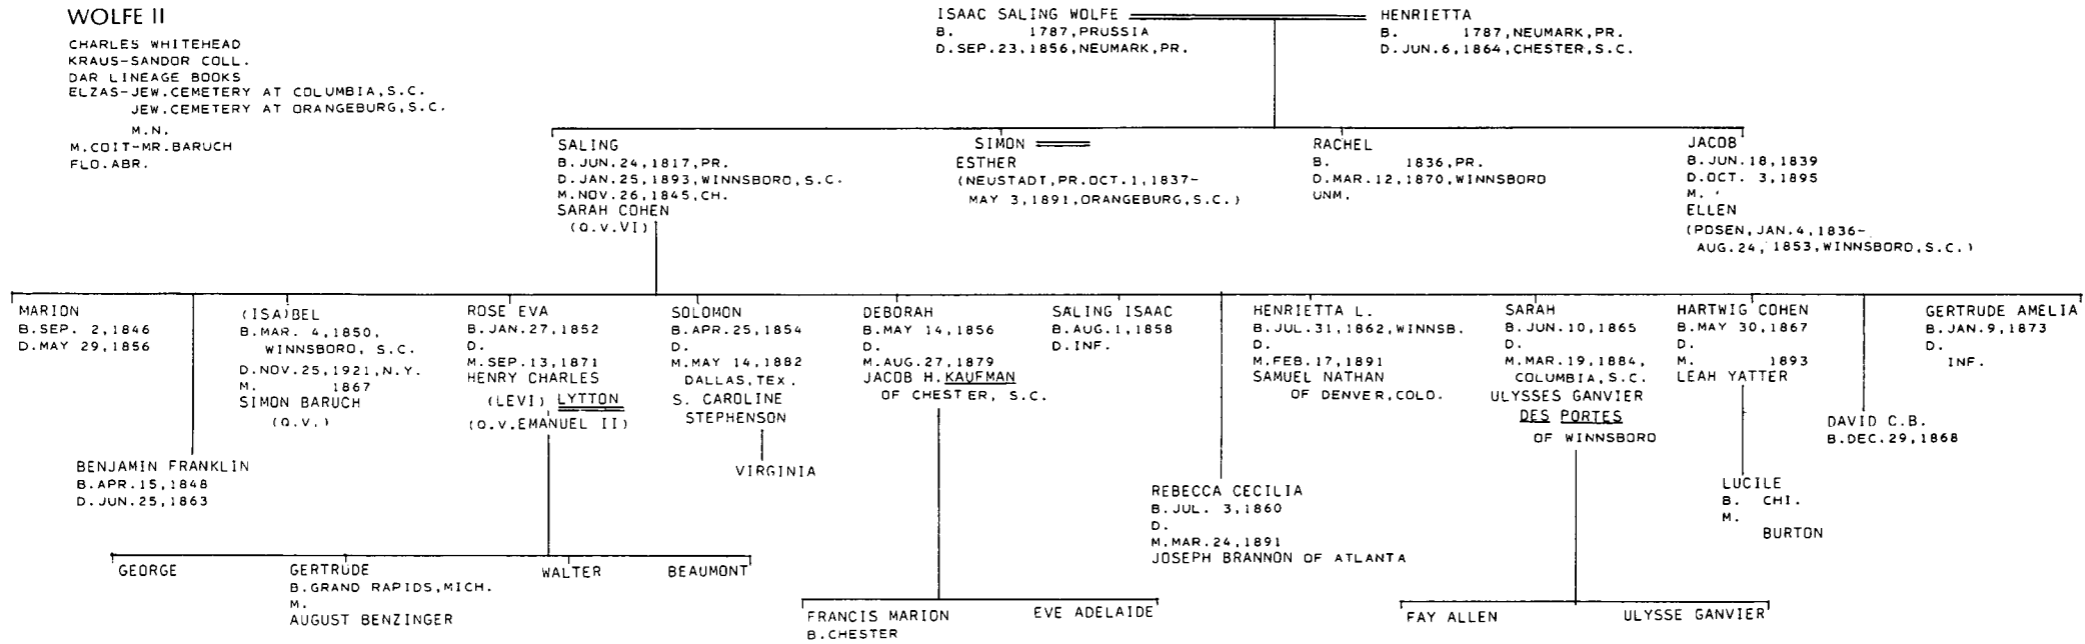 WOLFE II
CHARLES WHITEHEAD
KRAUS-SANDOR COLL.
DAR LINEAGE BOOKS
ELZAS-JEW.CEMETERY AT COLUMBIA,S.C.
JEW.CEMETERY AT ORANGEBURG,S.C.
M.N.
M.COIT-MR.BARUCH
FLO.ABR.
ISAAC SALING WOLFE
B. 1787,PRUSSIA
D.SEP.23,1856,NEUMARK,PR.
HENRIETTA
B. 1787,NEUMARK,PR.
D.JUN.6,1864,CHESTER,S.C.
SALING
B.JUN.24,1817,PR.
D.JAN.25,1893,WINNSBORO,S.C.
M.NOV.26,1845,CH.
SARAH COHEN
(Q.V.VI)
SIMON
ESTHER
(NEUSTADT,PR.OCT.1,1837-
MAY 3,1891,ORANGEBURG,S.C.)
RACHEL
B. 1836,PR.
D.MAR.12,1870,WINNSBORO
UNM.
JACOB
B.JUN.18,1839
D.OCT. 3,1895
M.
ELLEN
(POSEN,JAN.4,1836-
AUG.24, 1853,WINNSBORO,S.C.)
MARION
B.SEP. 2,1846
D.MAY 29,1856
BENJAMIN FRANKLIN
B.APR.15,1848
D.JUN.25,1863
(ISA)BEL
B.MAR. 4,1850,
WINNSBORO, S.C.
D.NOV.25,1921,N.Y.
M. 1867
SIMON BARUCH
(Q.V.)
ROSE EVA
B.JAN.27,1852
D.
M.SEP.13,1871
HENRY CHARLES
(LEVI) LYTTON
(Q.V.EMANUEL II)
SOLOMON
B.APR.25,1854
D.
M.MAY 14,1882
DALLAS,TEX.
S. CAROLINE
STEPHENSON
VIRGINIA
DEBORAH
B.MAY 14,1856
D.
M.AUG.27,1879
JACOB H.KAUFMAN
OF CHESTER, S.C.
SALING ISAAC
B.AUG.1,1858
D.INF.
REBECCA CECILIA
B.JUL. 3,1860
D.
M.MAR.24,1891
JOSEPH BRANNON OF ATLANTA
HENRIETTA L.
B.JUL.31,1862,WINNSB.
D.
M.FEB.17,1891
SAMUEL NATHAN
OF DENVER,COLO.
SARAH
B.JUN.10,1865
D.
M.MAR.19,1884,
COLUMBIA,S.C.
ULYSSES GANVIER
DES PORTES
OF WINNSBORO
HARTWIG COHEN
B.MAY 30,1867
D.
M. 1893
LEAH YATTER
LUCILE
B. CHI.
M.
BURTON
DAVID C.B.
B.DEC.29,1868
GERTRUDE AMELIA
B.JAN.9,1873
D.
INF.
GEORGE
GERTRUDE
B.GRAND RAPIDS,MICH.
M.
AUGUST BENZINGER
WALTER
BEAUMONT
FRANCIS MARION
B.CHESTER
EVE ADELAIDE
FAY ALLEN
ULYSSE GANVIER